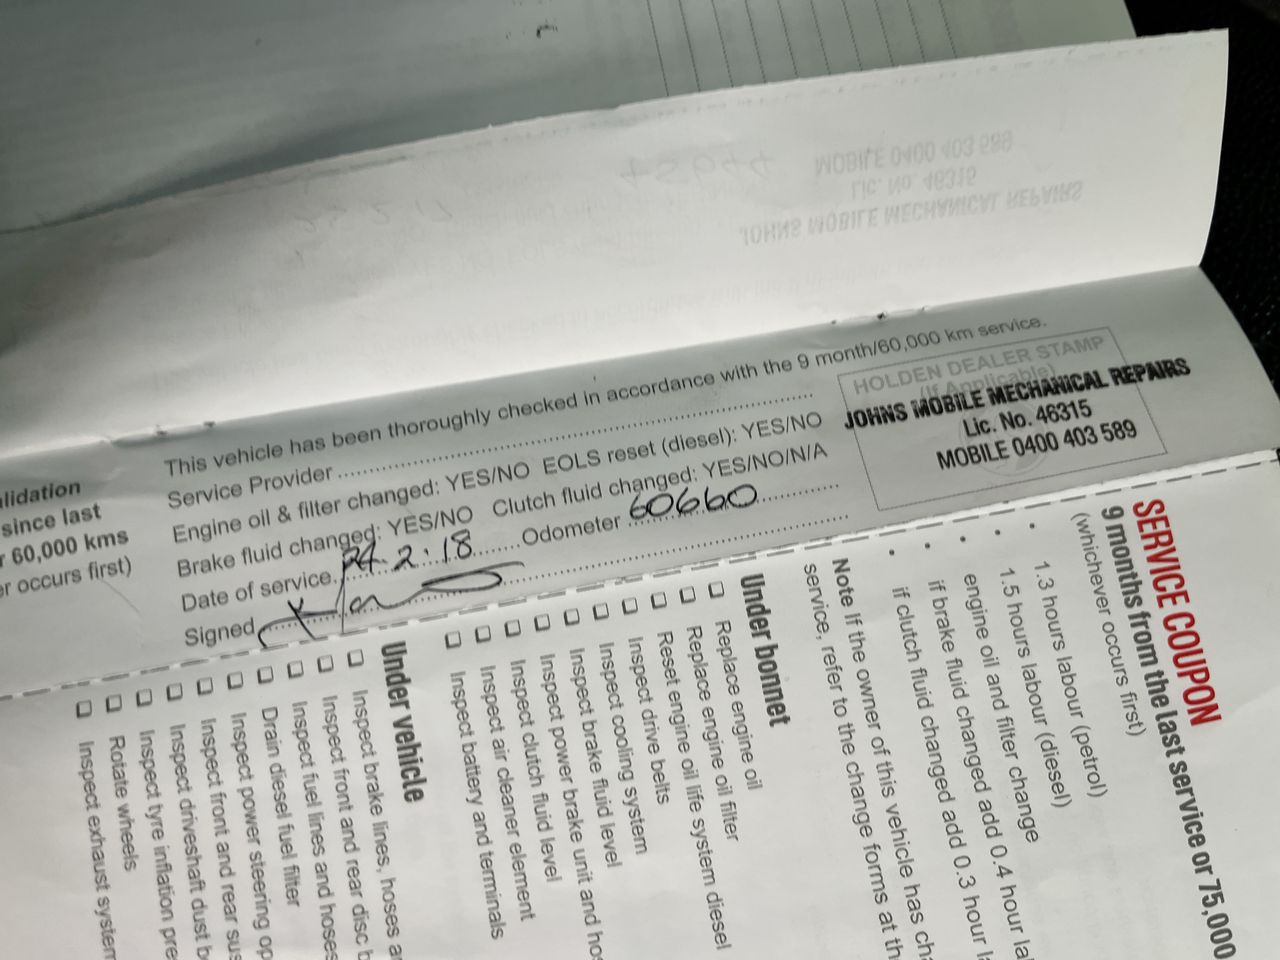 This vehicle has been thoroughly checked in accordance with the 9 month/60,000 km service.
Service Provider
Engine oil & filter changed: YES/NO EOLS reset (diesel): YES/NO
Brake fluid changed: YES/NO Clutch fluid changed: YES/NO/N/A
Date of service 24.2.18 Odometer 60660
Signed
HOLDEN DEALER STAMP
(If Applicable)
JOHNS MOBILE MECHANICAL REPAIRS
Lic. No. 46315
MOBILE 0400 403 589
since last
60,000 kms
occurs first)
SERVICE COUPON
9 months from the last service or 75,000
(whichever occurs first)
• 1.3 hours labour (petrol)
• 1.5 hours labour (diesel)
• engine oil and filter change
• if brake fluid changed add 0.4 hour
• if clutch fluid changed add 0.3 hour
Note If the owner of this vehicle has
service, refer to the change forms at
Under bonnet
❏ Replace engine oil
❏ Replace engine oil filter
❏ Reset engine oil life system diesel
❏ Inspect drive belts
❏ Inspect cooling system
❏ Inspect brake fluid level
❏ Inspect power brake unit and
❏ Inspect clutch fluid level
❏ Inspect air cleaner element
❏ Inspect battery and terminals
Under vehicle
❏ Inspect brake lines, hoses
❏ Inspect front and rear disc
❏ Inspect fuel lines and hoses
❏ Drain diesel fuel filter
❏ Inspect power steering
❏ Inspect front and rear
❏ Inspect driveshaft dust
❏ Inspect tyre inflation
❏ Rotate wheels
❏ Inspect exhaust system